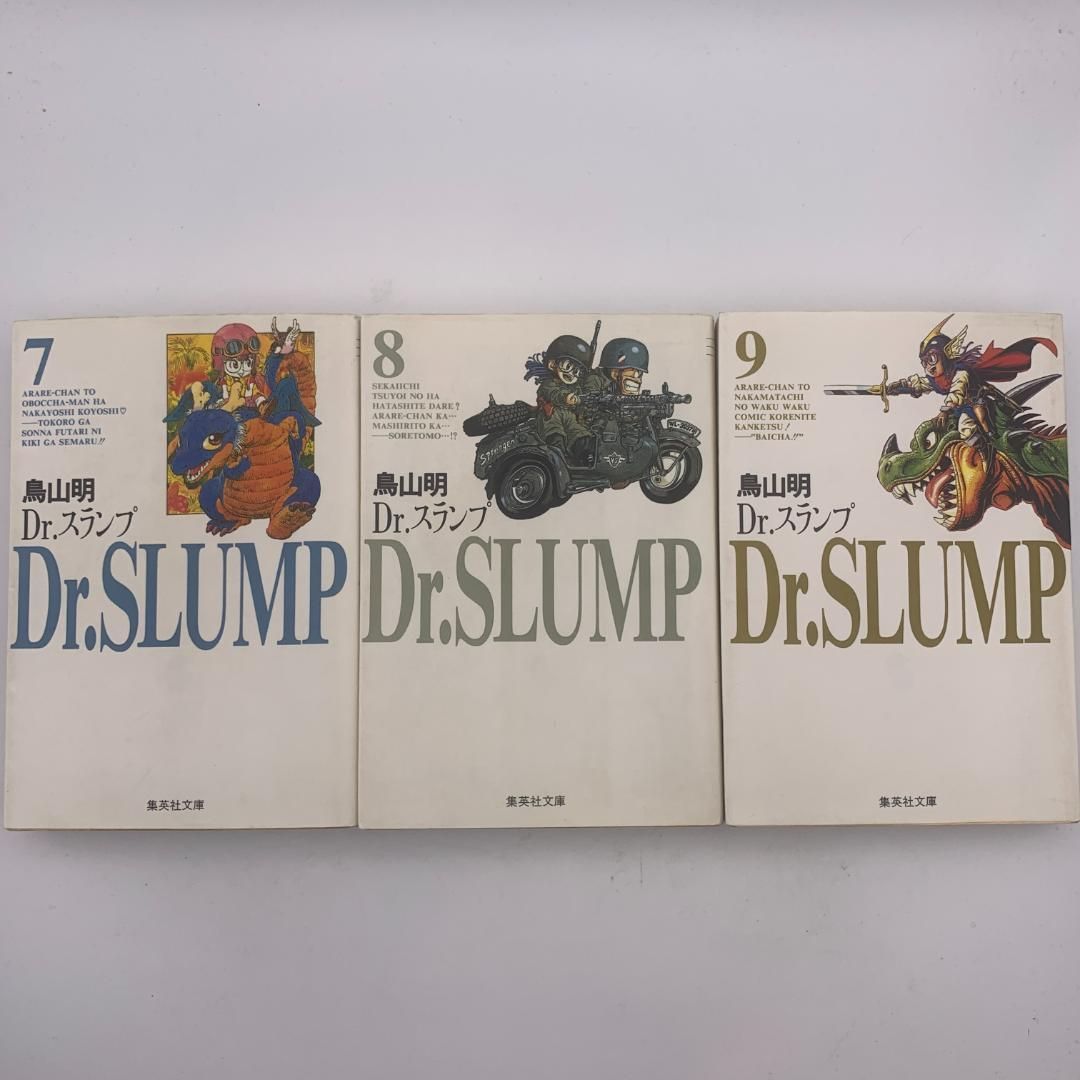 7
ARARE-CHAN TO
OBOCCHA-MAN HA
NAKAYOSHI KOYOSHI♡
——TOKORO GA
SONNA FUTARI NI
KIKI GA SEMARU!!
鳥山明
Dr.スランプ
Dr.SLUMP
集英社文庫
8
SEKAIICHI
TSUYOI NO HA
HATASHITE DARE?
ARARE-CHAN KA…
MASHIRITO KA…
——SORETOMO…!?
鳥山明
Dr.スランプ
Dr.SLUMP
集英社文庫
9
ARARE-CHAN TO
NAKAMATACHI
NO WAKU WAKU
COMIC KORENITE
KANKETSU!
——"BAICHA!!"
鳥山明
Dr.スランプ
Dr.SLUMP
集英社文庫